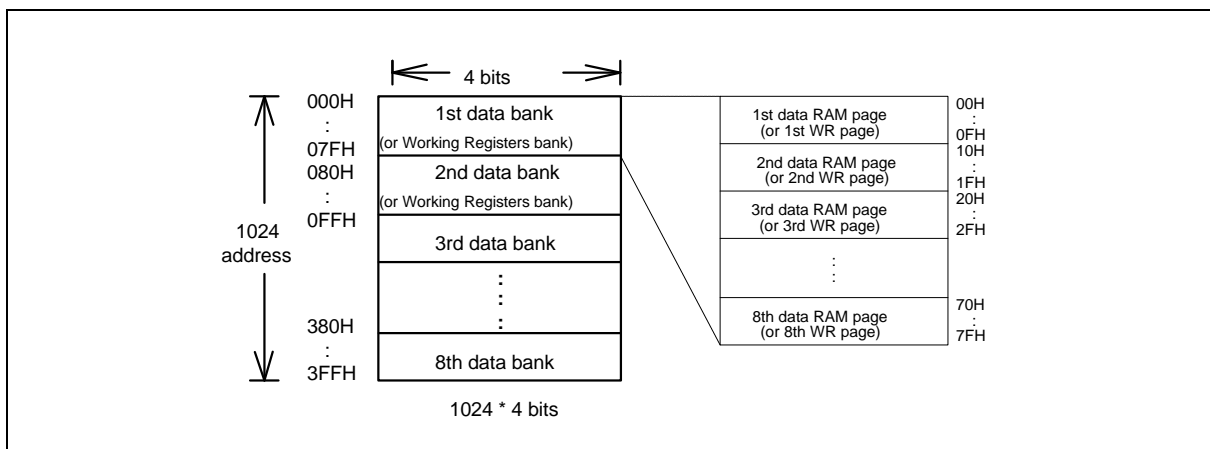 4 bits
000H
:
07FH
080H
:
0FFH
380H
:
3FFH
1024
address
1st data bank
(or Working Registers bank)
2nd data bank
(or Working Registers bank)
3rd data bank
:
:
8th data bank
1024 * 4 bits
1st data RAM page
(or 1st WR page)
2nd data RAM page
(or 2nd WR page)
3rd data RAM page
(or 3rd WR page)
:
:
8th data RAM page
(or 8th WR page)
00H
:
0FH
10H
:
1FH
20H
:
2FH
70H
:
7FH